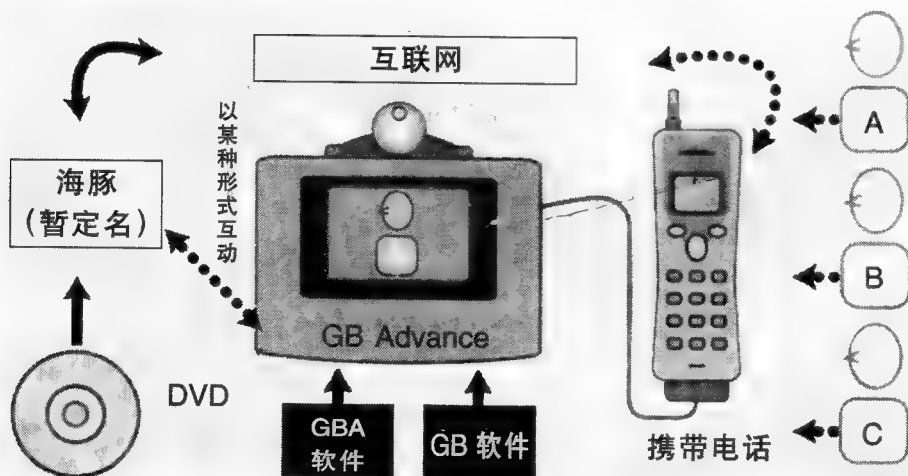 互联网
以某种形式互动
海豚
(暂定名)
GB Advance
DVD
GBA
软件
GB 软件
携带电话
A
B
C